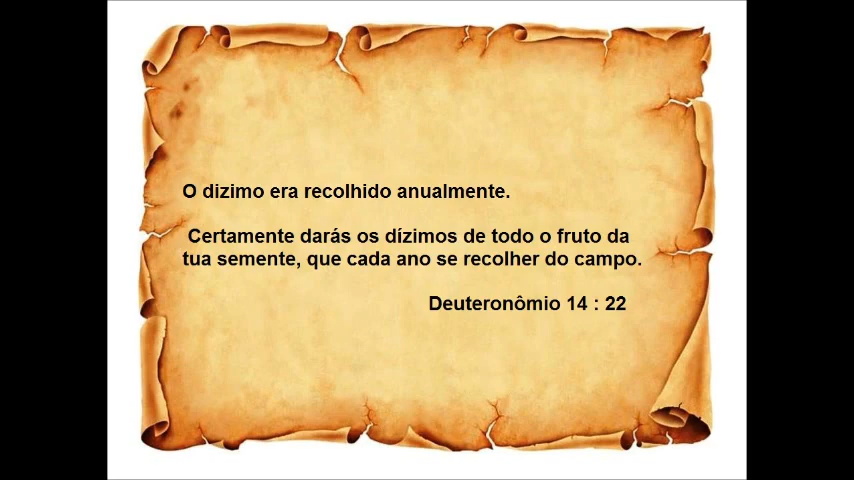 O dizimo era recolhido anualmente.
Certamente darás os dízimos de todo o fruto da
tua semente, que cada ano se recolher do campo.
Deuteronômio 14 : 22